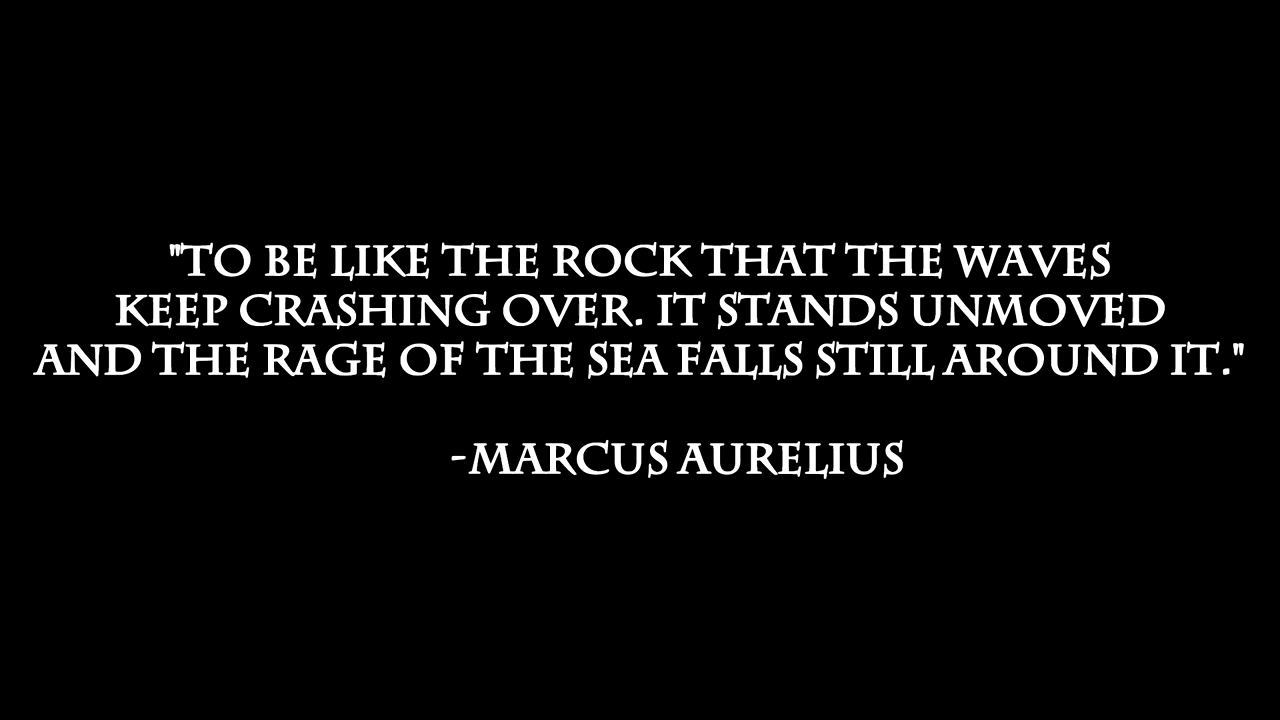 "TO BE LIKE THE ROCK THAT THE WAVES
KEEP CRASHING OVER. IT STANDS UNMOVED
AND THE RAGE OF THE SEA FALLS STILL AROUND IT."
-MARCUS AURELIUS